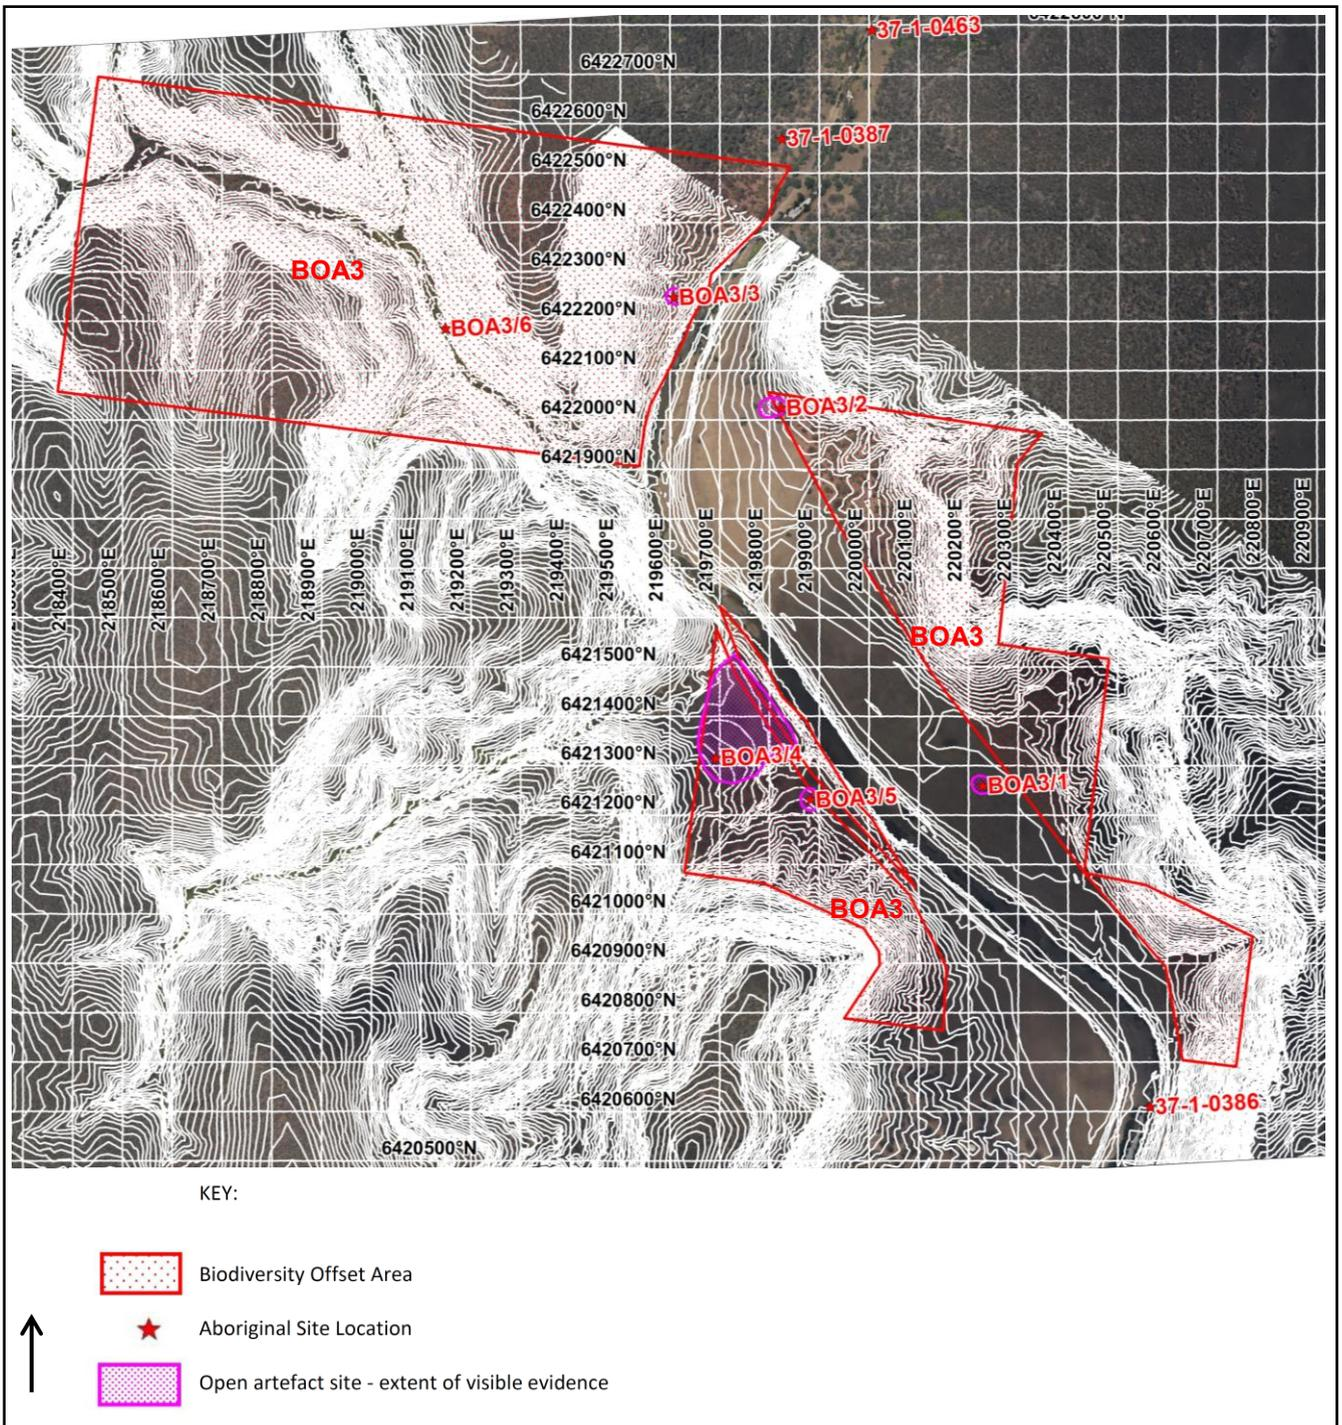 37-1-0463
6422700°N
6422600°N
37-1-0387
6422500°N
6422400°N
6422300°N
BOA3
BOA3/3
6422200°N
BOA3/6
6422100°N
6422000°N
BOA3/2
6421900°N
218400°E
218500°E
218600°E
218700°E
218800°E
218900°E
219000°E
219100°E
219200°E
219300°E
219400°E
219500°E
219600°E
219700°E
219800°E
219900°E
220000°E
220100°E
220200°E
220300°E
220400°E
220500°E
220600°E
220700°E
220800°E
220900°E
BOA3
6421500°N
6421400°N
6421300°N
BOA3/4
BOA3/1
6421200°N
BOA3/5
6421100°N
6421000°N
BOA3
6420900°N
6420800°N
6420700°N
6420600°N
37-1-0386
6420500°N
KEY:
Biodiversity Offset Area
Aboriginal Site Location
Open artefact site - extent of visible evidence